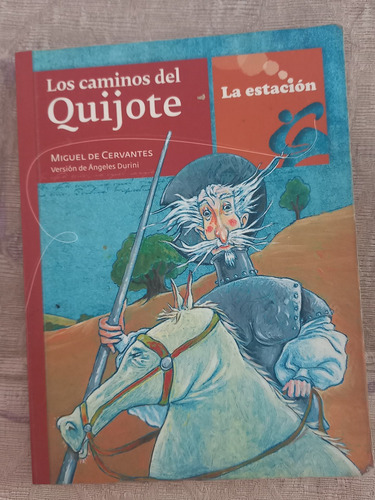 Los caminos del
Quijote
La estación
MIGUEL DE CERVANTES
Versión de Ángeles Durini